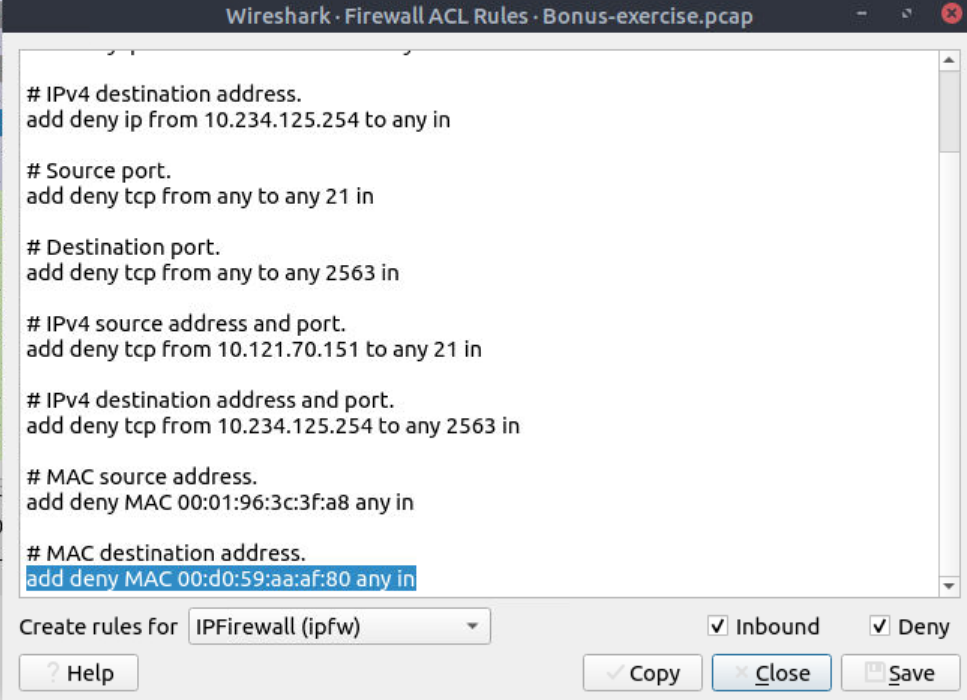 Wireshark · Firewall ACL Rules · Bonus-exercise.pcap
# IPv4 destination address.
add deny ip from 10.234.125.254 to any in
# Source port.
add deny tcp from any to any 21 in
# Destination port.
add deny tcp from any to any 2563 in
# IPv4 source address and port.
add deny tcp from 10.121.70.151 to any 21 in
# IPv4 destination address and port.
add deny tcp from 10.234.125.254 to any 2563 in
# MAC source address.
add deny MAC 00:01:96:3c:3f:a8 any in
# MAC destination address.
add deny MAC 00:d0:59:aa:af:80 any in
Create rules for IPFirewall (ipfw) Inbound Deny
? Help Copy Close Save